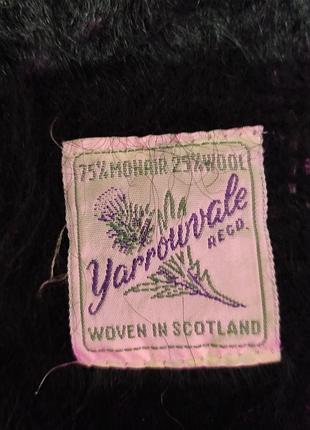 75% MOHAIR 25% WOOL
Yarrowvale
REGD.
WOVEN IN SCOTLAND